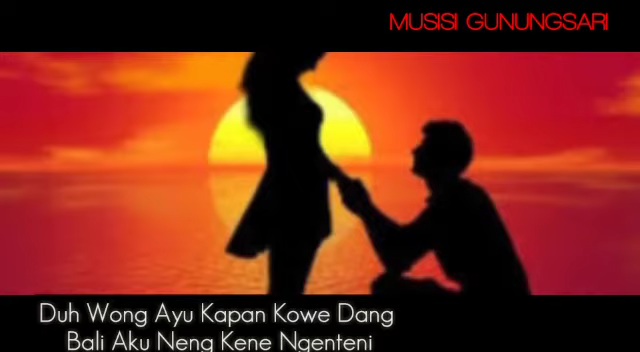 MUSISI GUNUNGSARI
Duh Wong Ayu Kapan Kowe Dang
Bali Aku Neng Kene Ngenteni